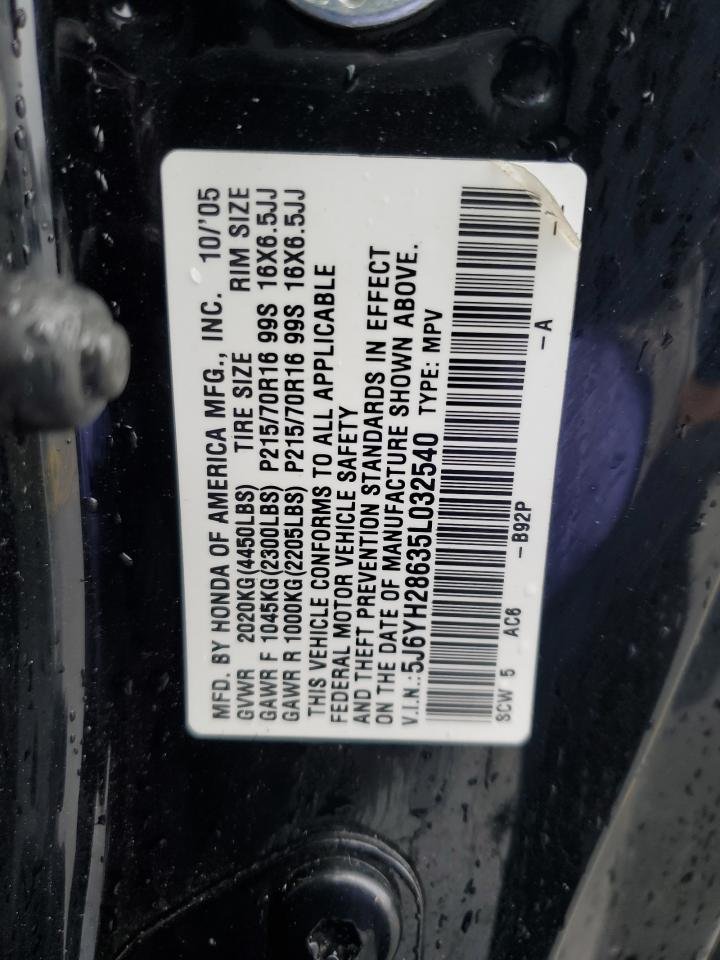 MFD. BY HONDA OF AMERICA MFG., INC. 10/'05
GVWR 2020KG(4450LBS) TIRE SIZE RIM SIZE
GAWR F 1045KG(2300LBS) P215/70R16 99S 16X6.5JJ
GAWR R 1000KG(2205LBS) P215/70R16 99S 16X6.5JJ
THIS VEHICLE CONFORMS TO ALL APPLICABLE
FEDERAL MOTOR VEHICLE SAFETY
AND THEFT PREVENTION STANDARDS IN EFFECT
ON THE DATE OF MANUFACTURE SHOWN ABOVE.
V.I.N.:5J6YH28635L032540 TYPE: MPV
SCW 5 AC6
-B92P -A